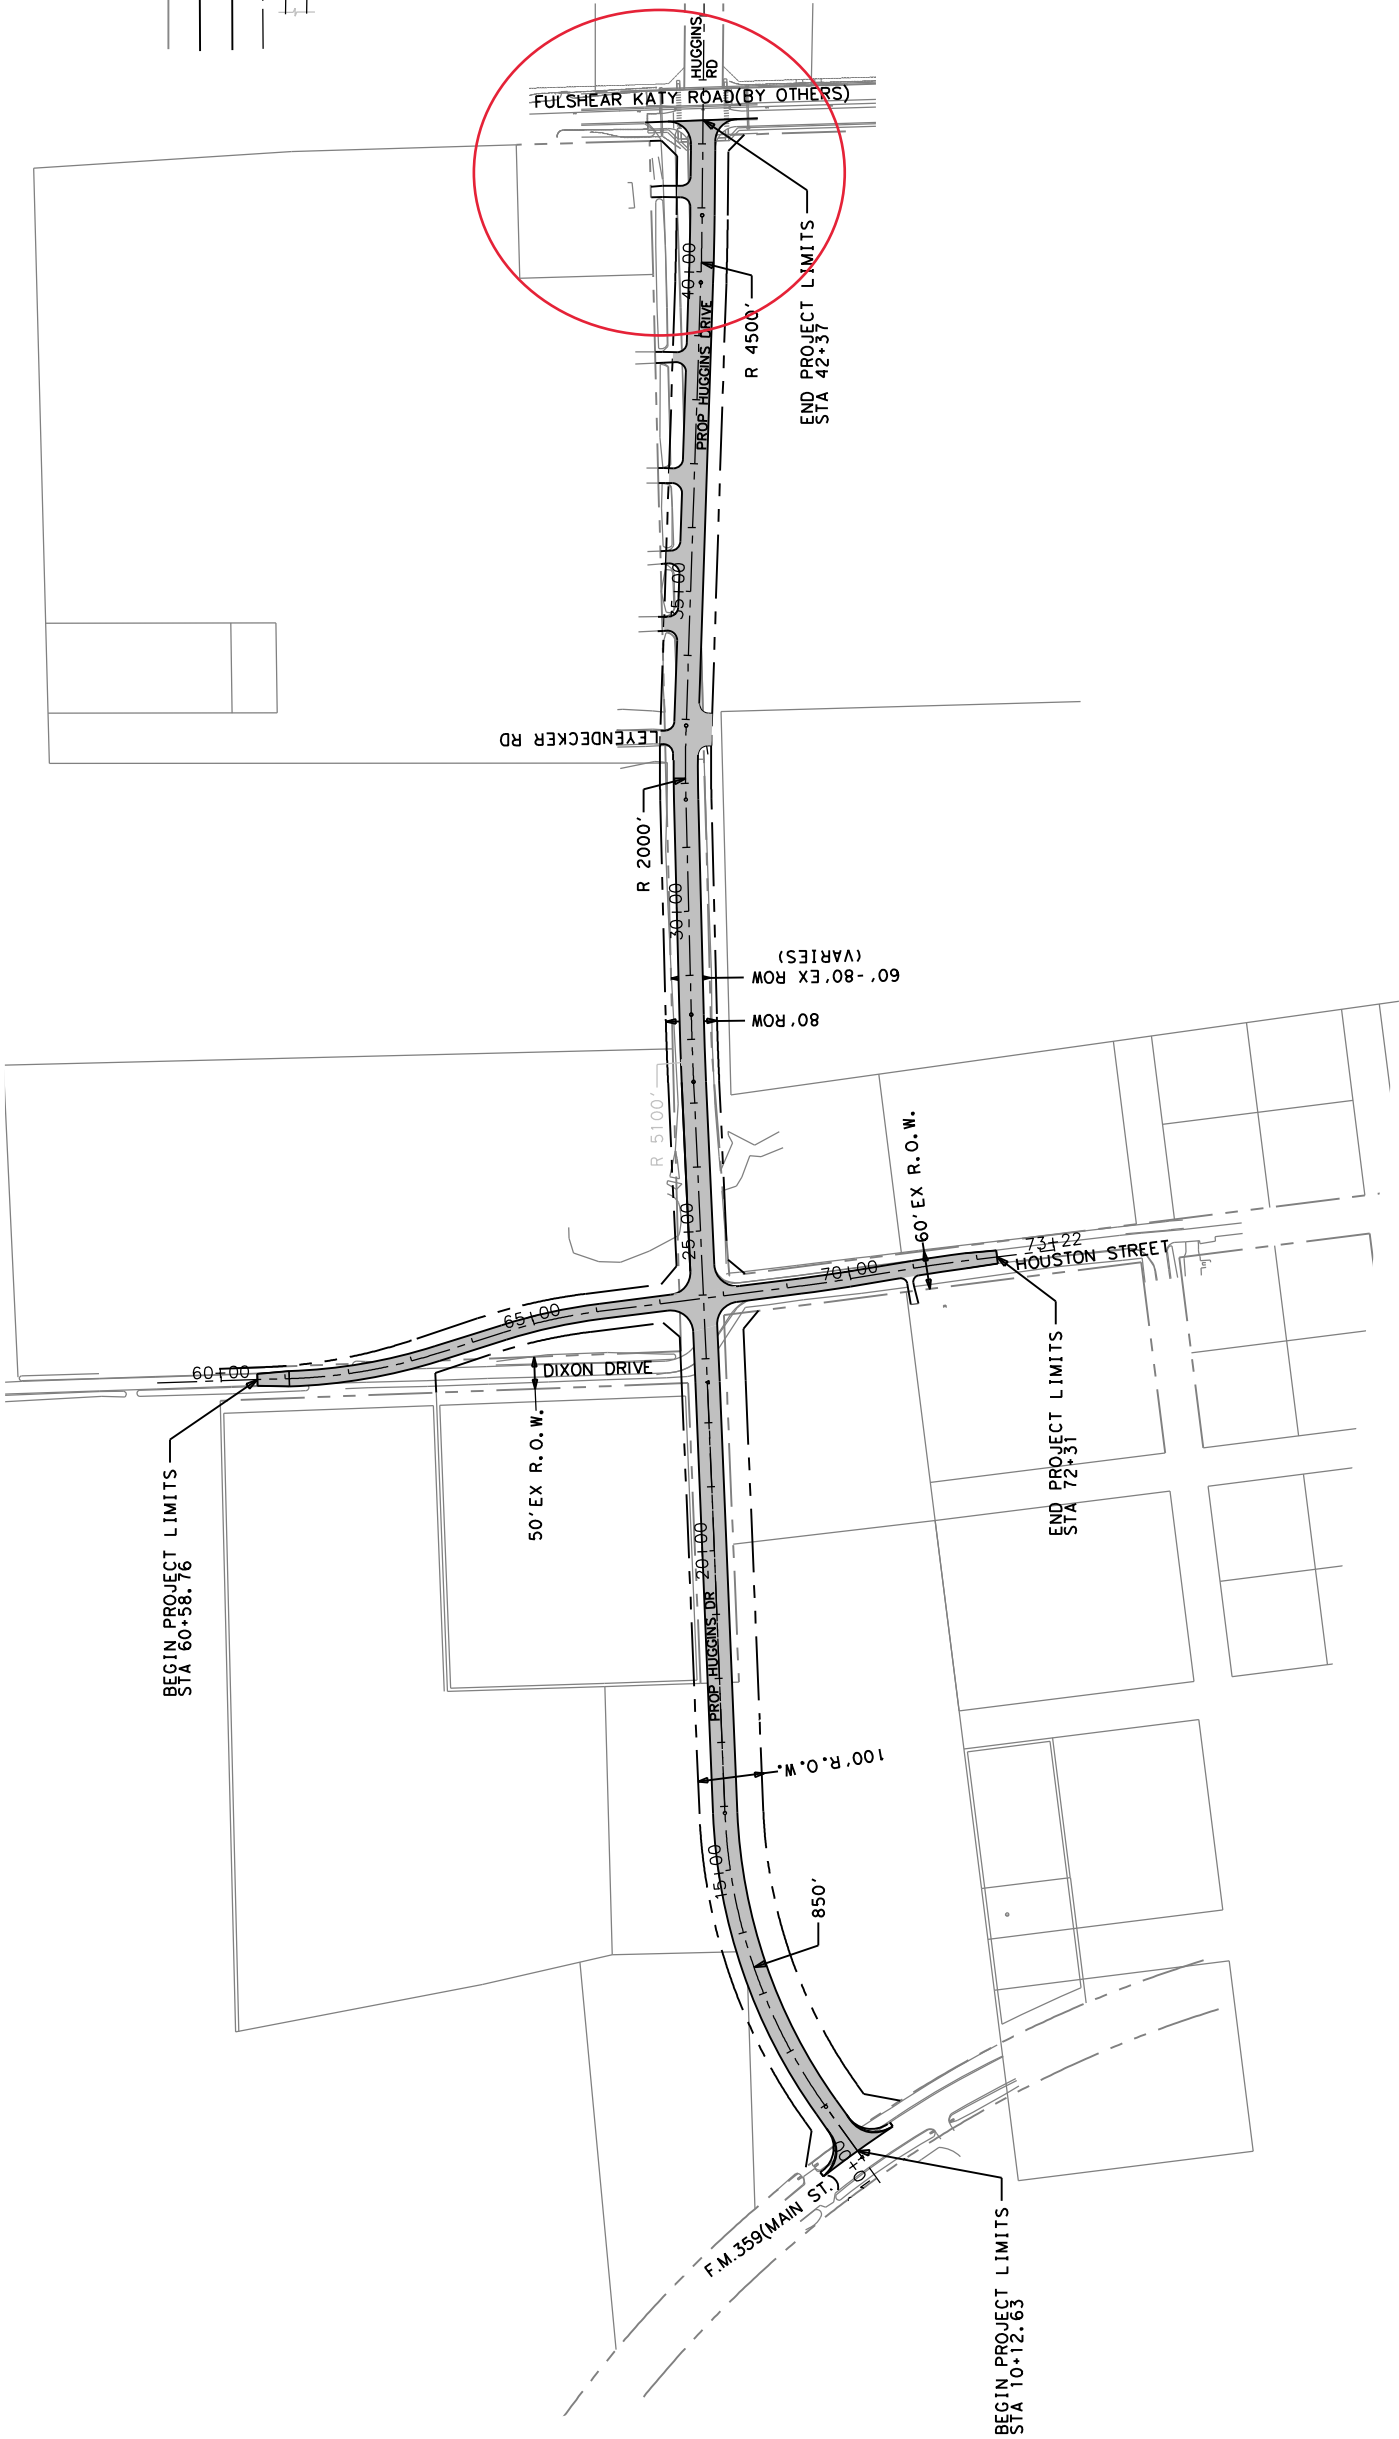 HUGGINS
RD
FULSHEAR KATY ROAD(BY OTHERS)
40+00
PROP HUGGINS DRIVE
R 4500'
END PROJECT LIMITS
STA 42+37
35+00
LEYENDECKER RD
R 2000'
30+00
60'-80'EX ROW
(VARIES)
80'ROW
R 5100'
60'EX R.O.W.
25+00
73+22
HOUSTON STREET
70+00
65+00
60+00
DIXON DRIVE
50'EX R.O.W.
BEGIN PROJECT LIMITS
STA 60+58.76
END PROJECT LIMITS
STA 72+31
20+00
PROP HUGGINS DR
100'R.O.W.
15+00
850'
10+00
F.M.359(MAIN ST.)
BEGIN PROJECT LIMITS
STA 10+12.63